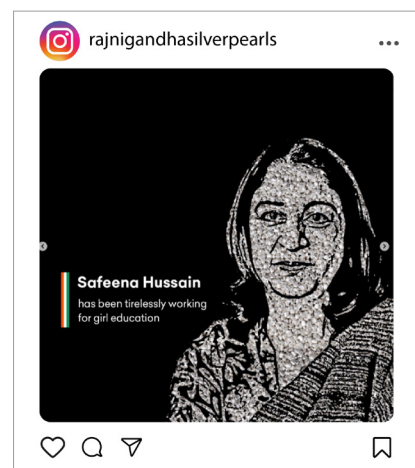 rajnigandhasilverpearls
Safeena Hussain
has been tirelessly working
for girl education